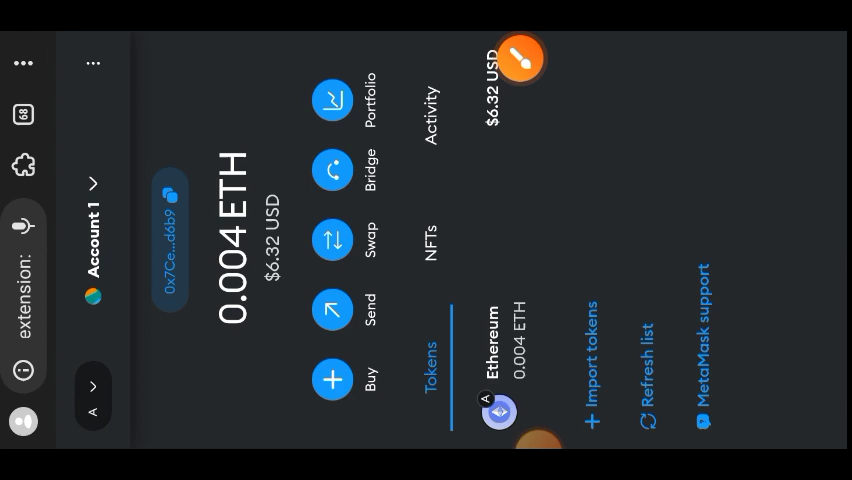 extension:
68
A
Account 1
0x7Ce...d6b9
0.004 ETH
$6.32 USD
Buy
Send
Swap
Bridge
Portfolio
Tokens
NFTs
Activity
A
Ethereum
$6.32 USD
0.004 ETH
Import tokens
Refresh list
MetaMask support